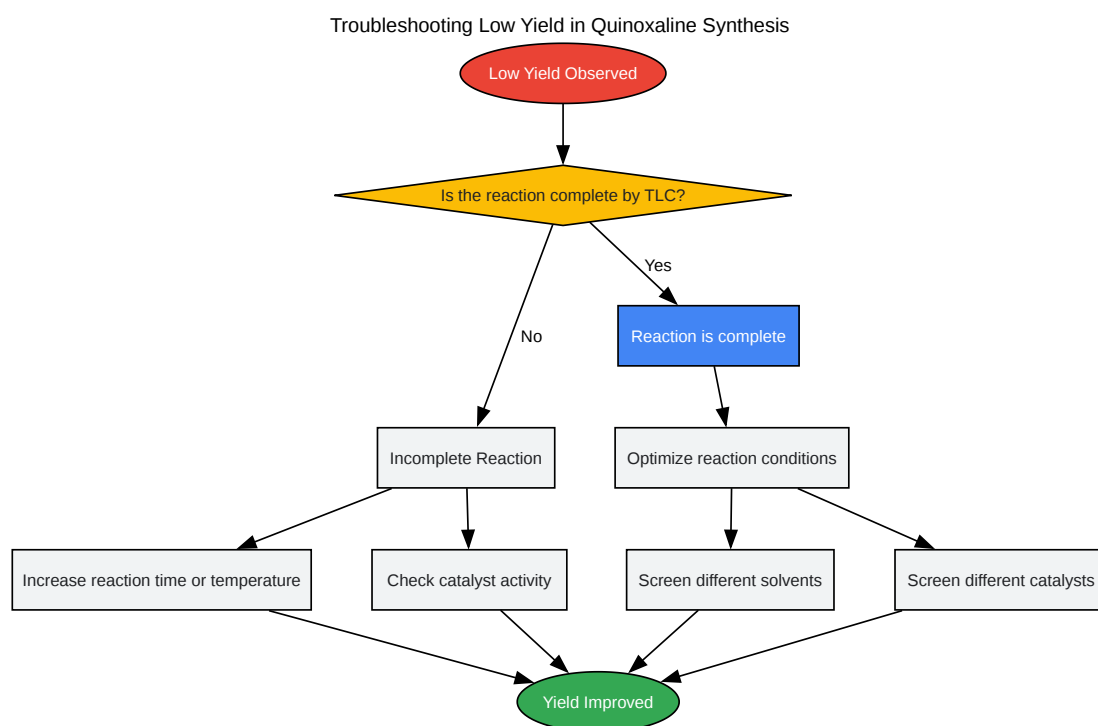 Troubleshooting Low Yield in Quinoxaline Synthesis
Low Yield Observed
Is the reaction complete by TLC?
Yes
No
Reaction is complete
Incomplete Reaction
Optimize reaction conditions
Increase reaction time or temperature
Check catalyst activity
Screen different solvents
Screen different catalysts
Yield Improved